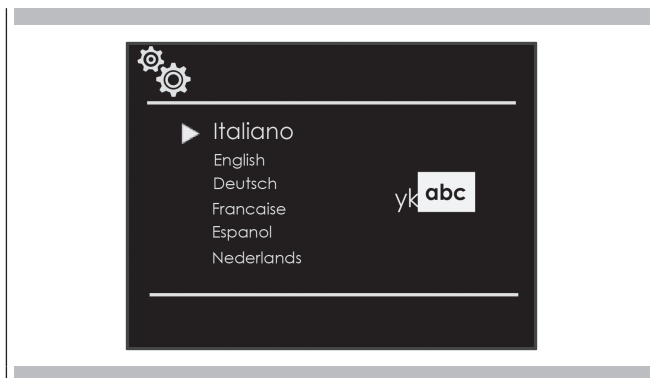 Italiano
English
Deutsch
Francaise
Espanol
Nederlands
yk abc